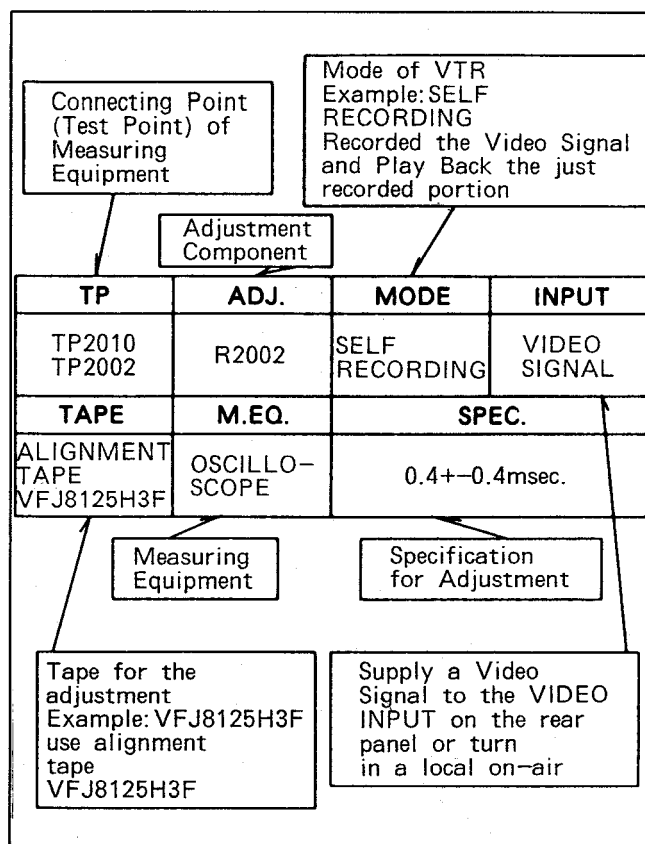 Connecting Point
(Test Point) of
Measuring
Equipment
Mode of VTR
Example: SELF
RECORDING
Recorded the Video Signal
and Play Back the just
recorded portion
Adjustment
Component
TP ADJ. MODE INPUT
TP2010
TP2002
R2002
SELF
RECORDING
VIDEO
SIGNAL
TAPE M.EQ. SPEC.
ALIGNMENT
TAPE
VFJ8125H3F
OSCILLO-
SCOPE
0.4+-0.4msec.
Measuring
Equipment
Specification
for Adjustment
Tape for the
adjustment
Example: VFJ8125H3F
use alignment
tape
VFJ8125H3F
Supply a Video
Signal to the VIDEO
INPUT on the rear
panel or turn
in a local on-air